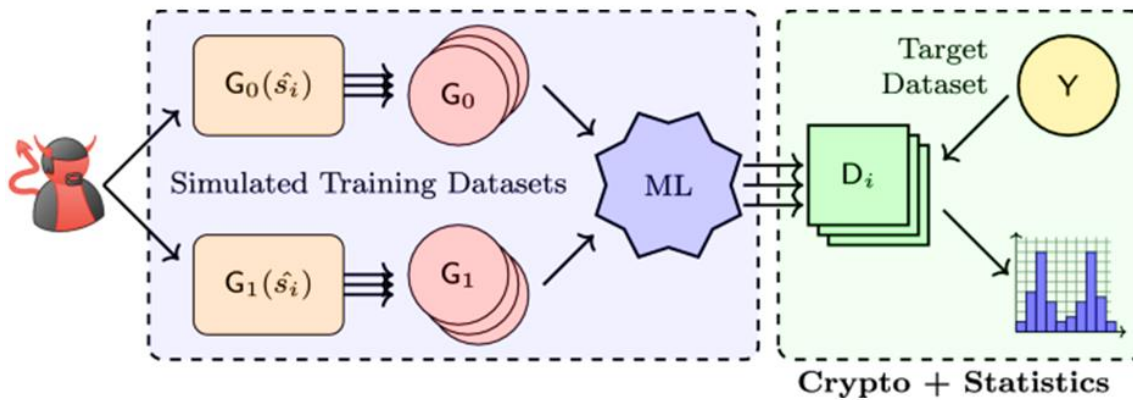 G₀(ŝᵢ)
G₀
Simulated Training Datasets
G₁(ŝᵢ)
G₁
ML
Target
Dataset
Y
Dᵢ
Crypto + Statistics